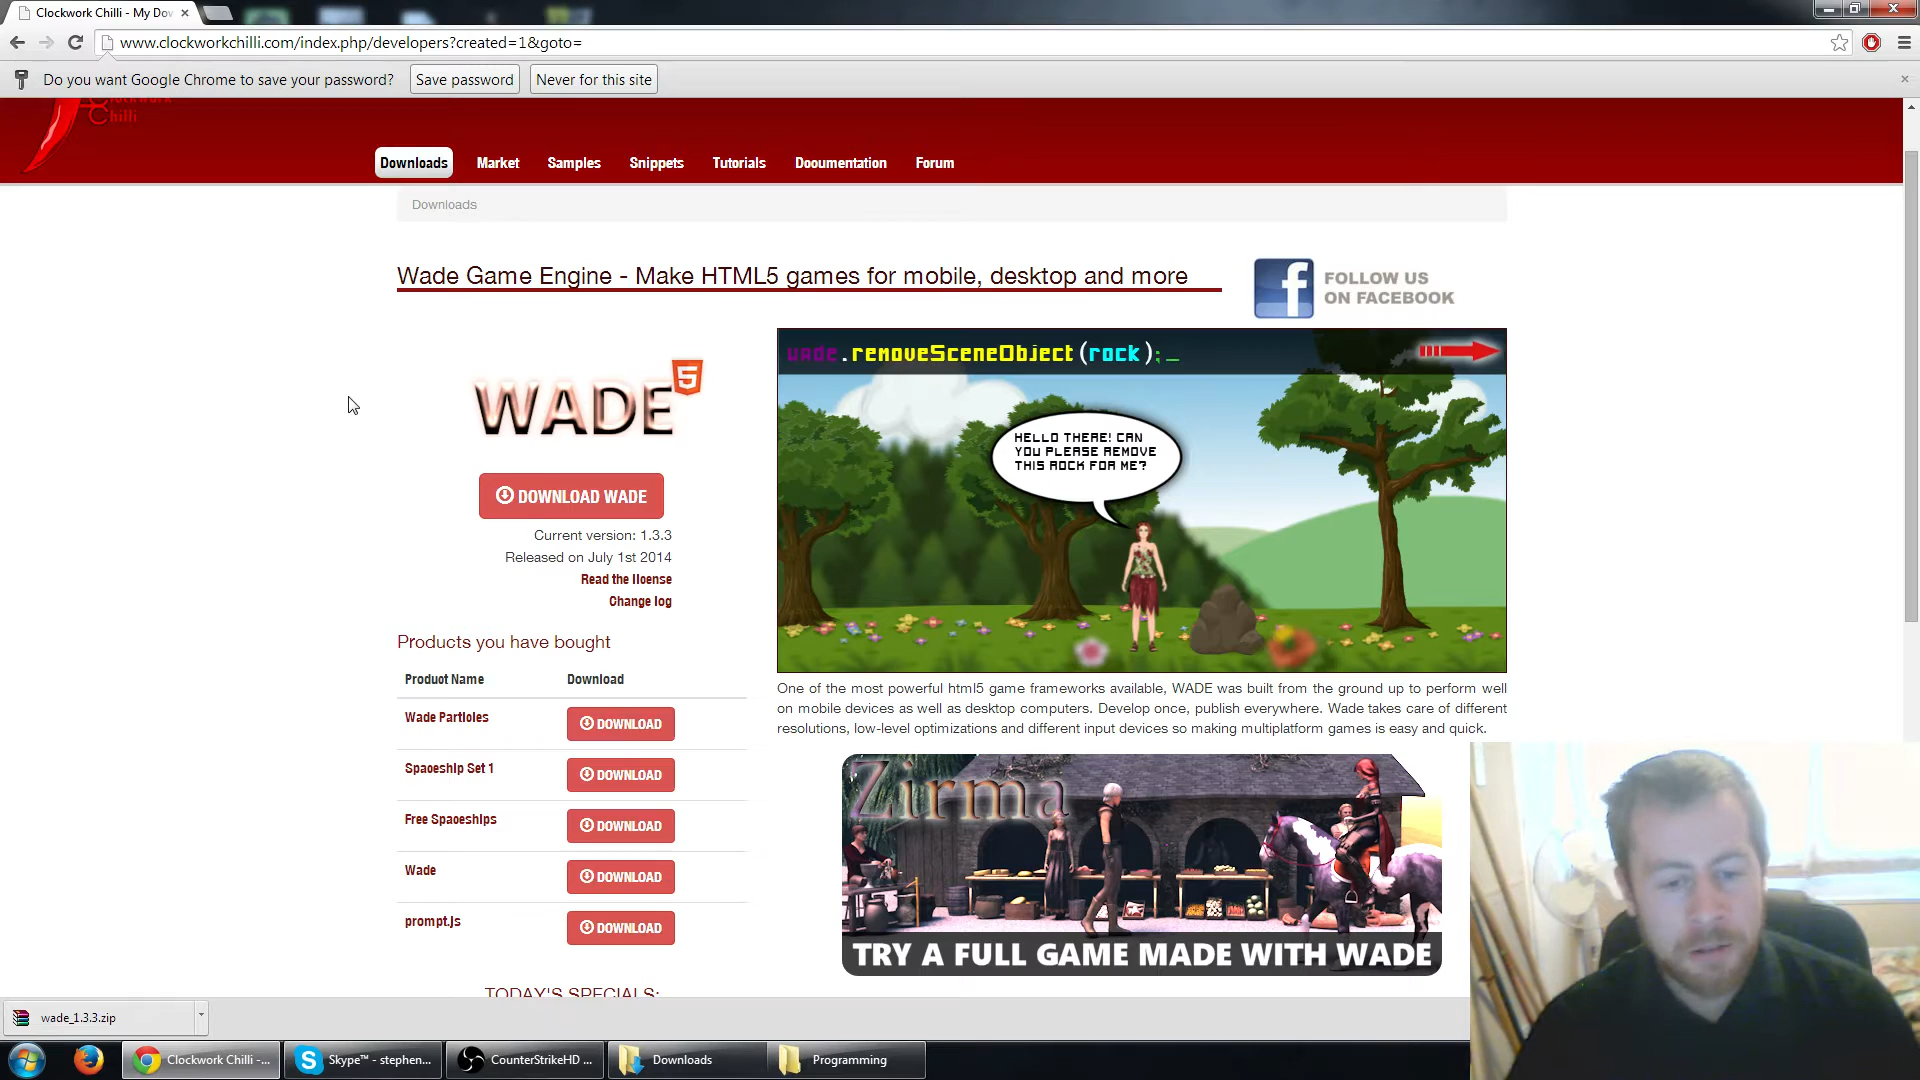 Clockwork Chilli - My Dov
www.clockworkchilli.com/index.php/developers?created=1&goto=
Do you want Google Chrome to save your password?
Save password
Never for this site
Clockwork
Chilli
Downloads
Market
Samples
Snippets
Tutorials
Documentation
Forum
Downloads
Wade Game Engine - Make HTML5 games for mobile, desktop and more
FOLLOW US
ON FACEBOOK
WADE 5
DOWNLOAD WADE
Current version: 1.3.3
Released on July 1st 2014
Read the license
Change log
wade.removeSceneObject(rock);_
HELLO THERE! CAN
YOU PLEASE REMOVE
THIS ROCK FOR ME?
Products you have bought
Product Name Download
Wade Particles DOWNLOAD
Spaceship Set 1 DOWNLOAD
Free Spaceships DOWNLOAD
Wade DOWNLOAD
prompt.js DOWNLOAD
TODAY'S SPECIALS:
One of the most powerful html5 game frameworks available, WADE was built from the ground up to perform well
on mobile devices as well as desktop computers. Develop once, publish everywhere. Wade takes care of different
resolutions, low-level optimizations and different input devices so making multiplatform games is easy and quick.
Zirma
TRY A FULL GAME MADE WITH WADE
wade_1.3.3.zip
Clockwork Chilli -...
Skype™ - stephen...
CounterStrikeHD ...
Downloads
Programming